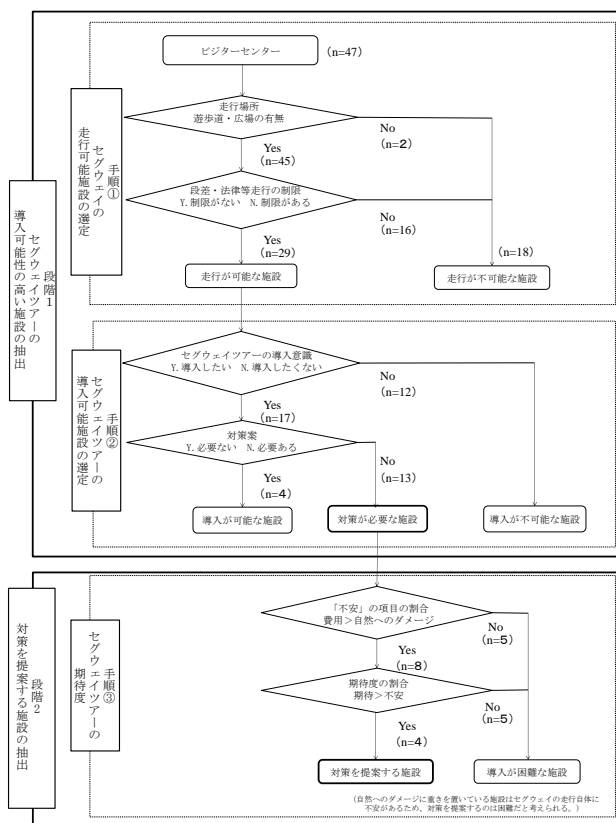 段階1
セグウェイツアーの
導入可能性の高い施設の抽出
手順①
セグウェイの
走行可能施設の選定
ビジターセンター
(n=47)
走行場所
遊歩道・広場の有無
No
(n=2)
Yes
(n=45)
段差・法律等走行の制限
Y.制限がない N.制限がある
No
(n=16)
Yes
(n=29)
(n=18)
走行が可能な施設
走行が不可能な施設
手順②
セグウェイツアーの
導入可能施設の選定
セグウェイツアーの導入意識
Y.導入したい N.導入したくない
No
(n=12)
Yes
(n=17)
対策案
Y.必要ない N.必要ある
No
(n=13)
Yes
(n=4)
導入が可能な施設
対策が必要な施設
導入が不可能な施設
段階2
対策を提案する施設の抽出
手順③
セグウェイツアーの
期待度
「不安」の項目の割合
費用>自然へのダメージ
No
(n=5)
Yes
(n=8)
期待度の割合
期待>不安
No
(n=5)
Yes
(n=4)
対策を提案する施設
導入が困難な施設
(自然へのダメージに重きを置いている施設はセグウェイの走行自体に
不安があるため、対策を提案するのは困難だと考えられる。)